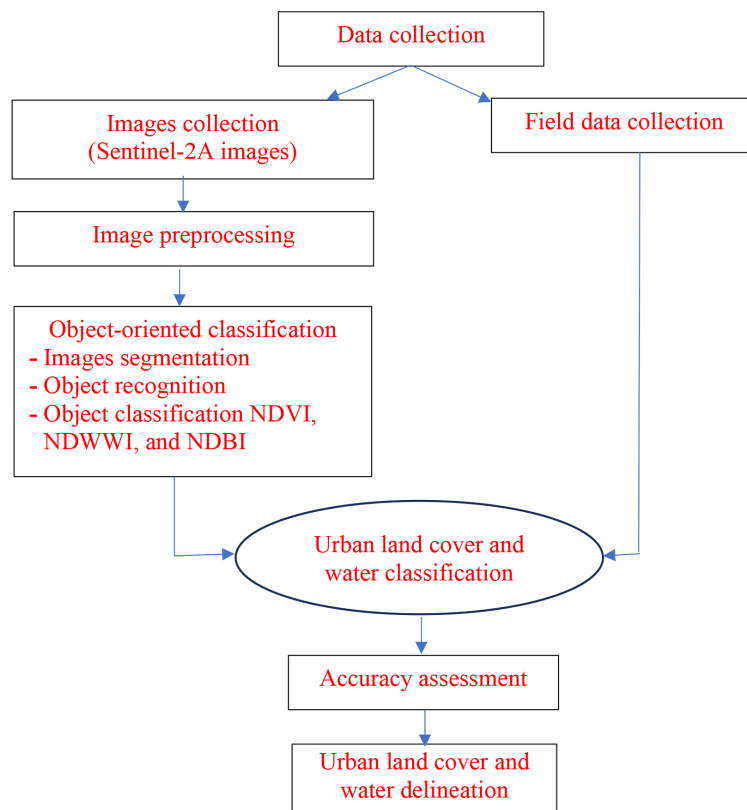 Data collection
Images collection
(Sentinel-2A images)
Field data collection
Image preprocessing
Object-oriented classification
- Images segmentation
- Object recognition
- Object classification NDVI,
NDWWI, and NDBI
Urban land cover and
water classification
Accuracy assessment
Urban land cover and
water delineation